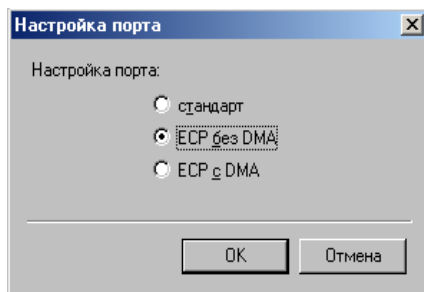 Настройка порта
Настройка порта:
стандарт
ECP без DMA
ECP с DMA
OK
Отмена